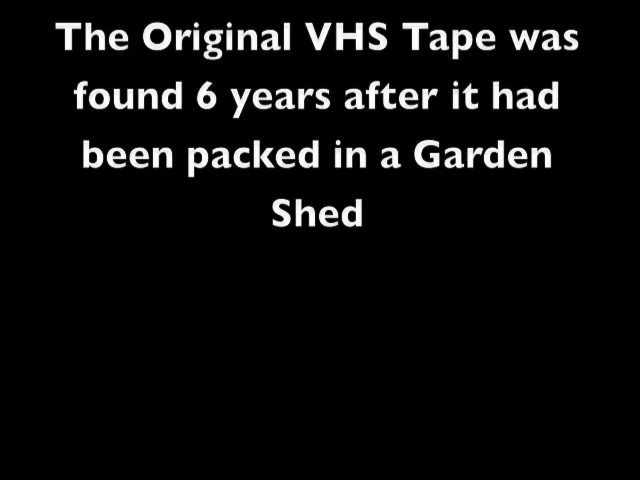 The Original VHS Tape was
found 6 years after it had
been packed in a Garden
Shed